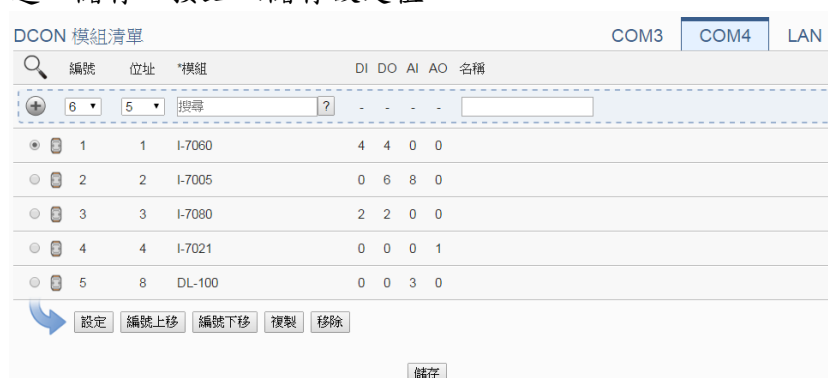 DCON 模組清單 COM3 COM4 LAN
編號 位址 *模組 DI DO AI AO 名稱
6 5 搜尋 ? - - - -
1 1 I-7060 4 4 0 0
2 2 I-7005 0 6 8 0
3 3 I-7080 2 2 0 0
4 4 I-7021 0 0 0 1
5 8 DL-100 0 0 3 0
設定 編號上移 編號下移 複製 移除
儲存